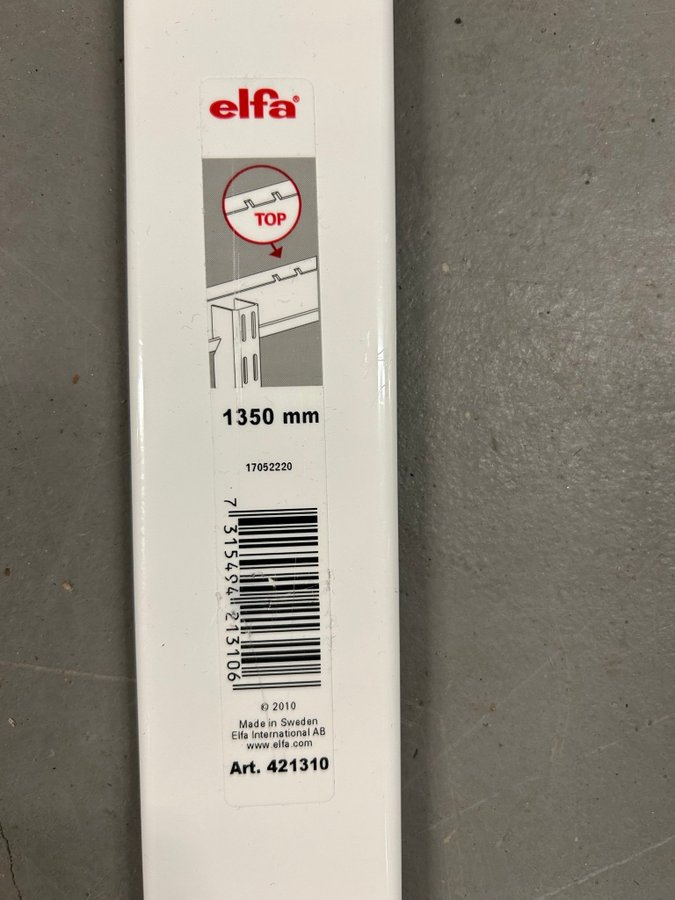 elfa®
TOP
1350 mm
17052220
7 315494 213106
© 2010
Made in Sweden
Elfa International AB
www.elfa.com
Art. 421310